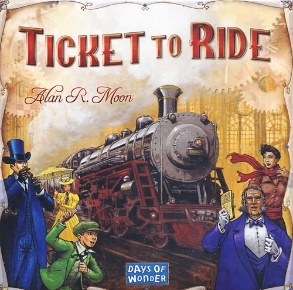 TICKET TO RIDE
Alan R. Moon
DAYS OF
WONDER